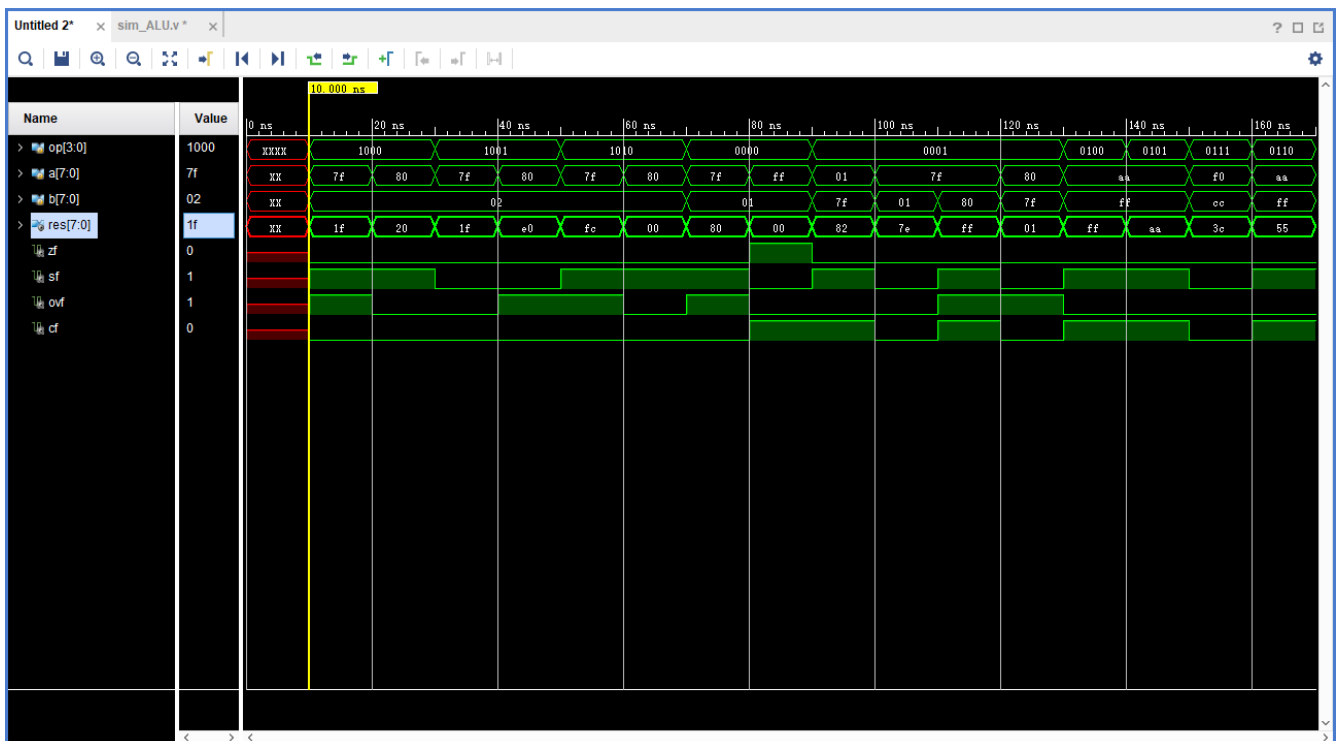 Untitled 2* × sim_ALU.v * × ?
10.000 ns
Name Value 0 ns 20 ns 40 ns 60 ns 80 ns 100 ns 120 ns 140 ns 160 ns
> op[3:0] 1000 XXXX 1000 1001 1010 0000 0001 0100 0101 0111 0110
> a[7:0] 7f XX 7f 80 7f 80 7f 80 7f ff 01 7f 80 aa f0 aa
> b[7:0] 02 XX 02 01 7f 01 80 7f ff cc ff
> res[7:0] 1f XX 1f 20 1f e0 fc 00 80 00 82 7e ff 01 ff aa 3c 55
zf 0
sf 1
ovf 1
cf 0